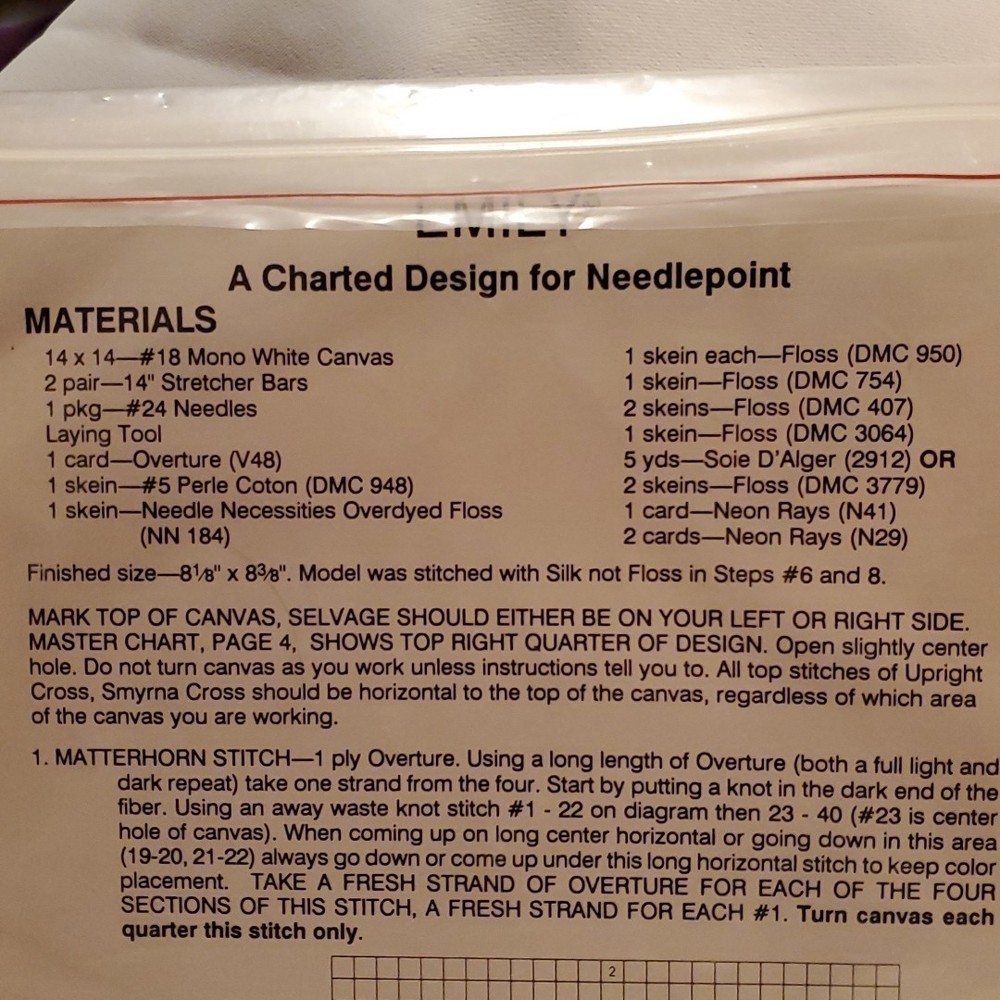 EMILY®
A Charted Design for Needlepoint
MATERIALS
14 x 14—#18 Mono White Canvas
2 pair—14" Stretcher Bars
1 pkg—#24 Needles
Laying Tool
1 card—Overture (V48)
1 skein—#5 Perle Coton (DMC 948)
1 skein—Needle Necessities Overdyed Floss
(NN 184)
1 skein each—Floss (DMC 950)
1 skein—Floss (DMC 754)
2 skeins—Floss (DMC 407)
1 skein—Floss (DMC 3064)
5 yds—Soie D'Alger (2912) OR
2 skeins—Floss (DMC 3779)
1 card—Neon Rays (N41)
2 cards—Neon Rays (N29)
Finished size—8⅛" x 8⅜". Model was stitched with Silk not Floss in Steps #6 and 8.
MARK TOP OF CANVAS, SELVAGE SHOULD EITHER BE ON YOUR LEFT OR RIGHT SIDE.
MASTER CHART, PAGE 4, SHOWS TOP RIGHT QUARTER OF DESIGN. Open slightly center
hole. Do not turn canvas as you work unless instructions tell you to. All top stitches of Upright
Cross, Smyrna Cross should be horizontal to the top of the canvas, regardless of which area
of the canvas you are working.
1. MATTERHORN STITCH—1 ply Overture. Using a long length of Overture (both a full light and
dark repeat) take one strand from the four. Start by putting a knot in the dark end of the
fiber. Using an away waste knot stitch #1 - 22 on diagram then 23 - 40 (#23 is center
hole of canvas). When coming up on long center horizontal or going down in this area
(19-20, 21-22) always go down or come up under this long horizontal stitch to keep color
placement. TAKE A FRESH STRAND OF OVERTURE FOR EACH OF THE FOUR
SECTIONS OF THIS STITCH, A FRESH STRAND FOR EACH #1. Turn canvas each
quarter this stitch only.
2